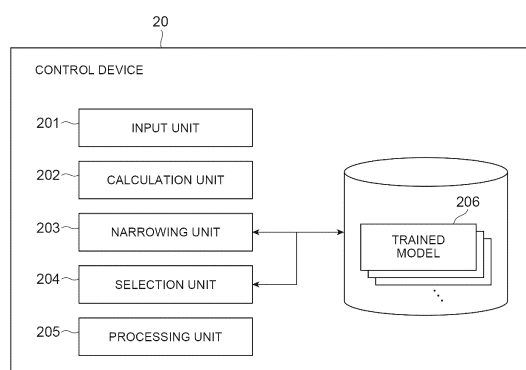 20
CONTROL DEVICE
201
INPUT UNIT
202
CALCULATION UNIT
203
NARROWING UNIT
204
SELECTION UNIT
205
PROCESSING UNIT
206
TRAINED
MODEL